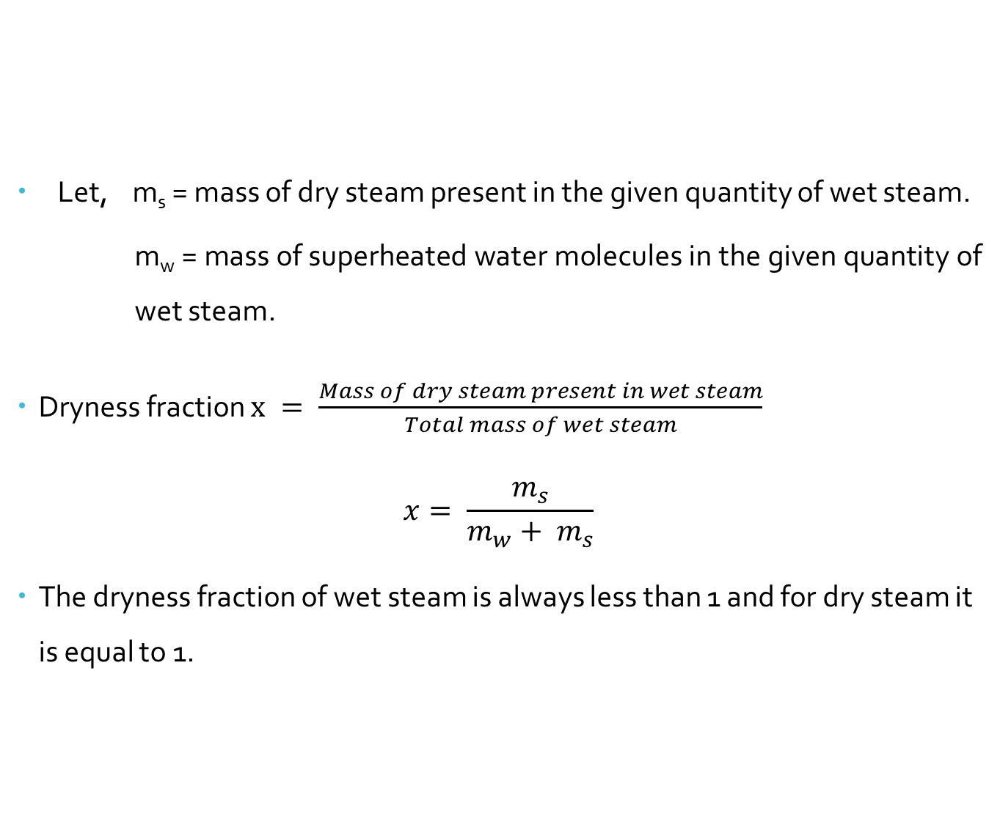 • Let, mₛ = mass of dry steam present in the given quantity of wet steam.
m_w = mass of superheated water molecules in the given quantity of
wet steam.
• Dryness fraction x = \frac{Mass of dry steam present in wet steam}{Total mass of wet steam}
x = \frac{m_s}{m_w + m_s}
• The dryness fraction of wet steam is always less than 1 and for dry steam it
is equal to 1.